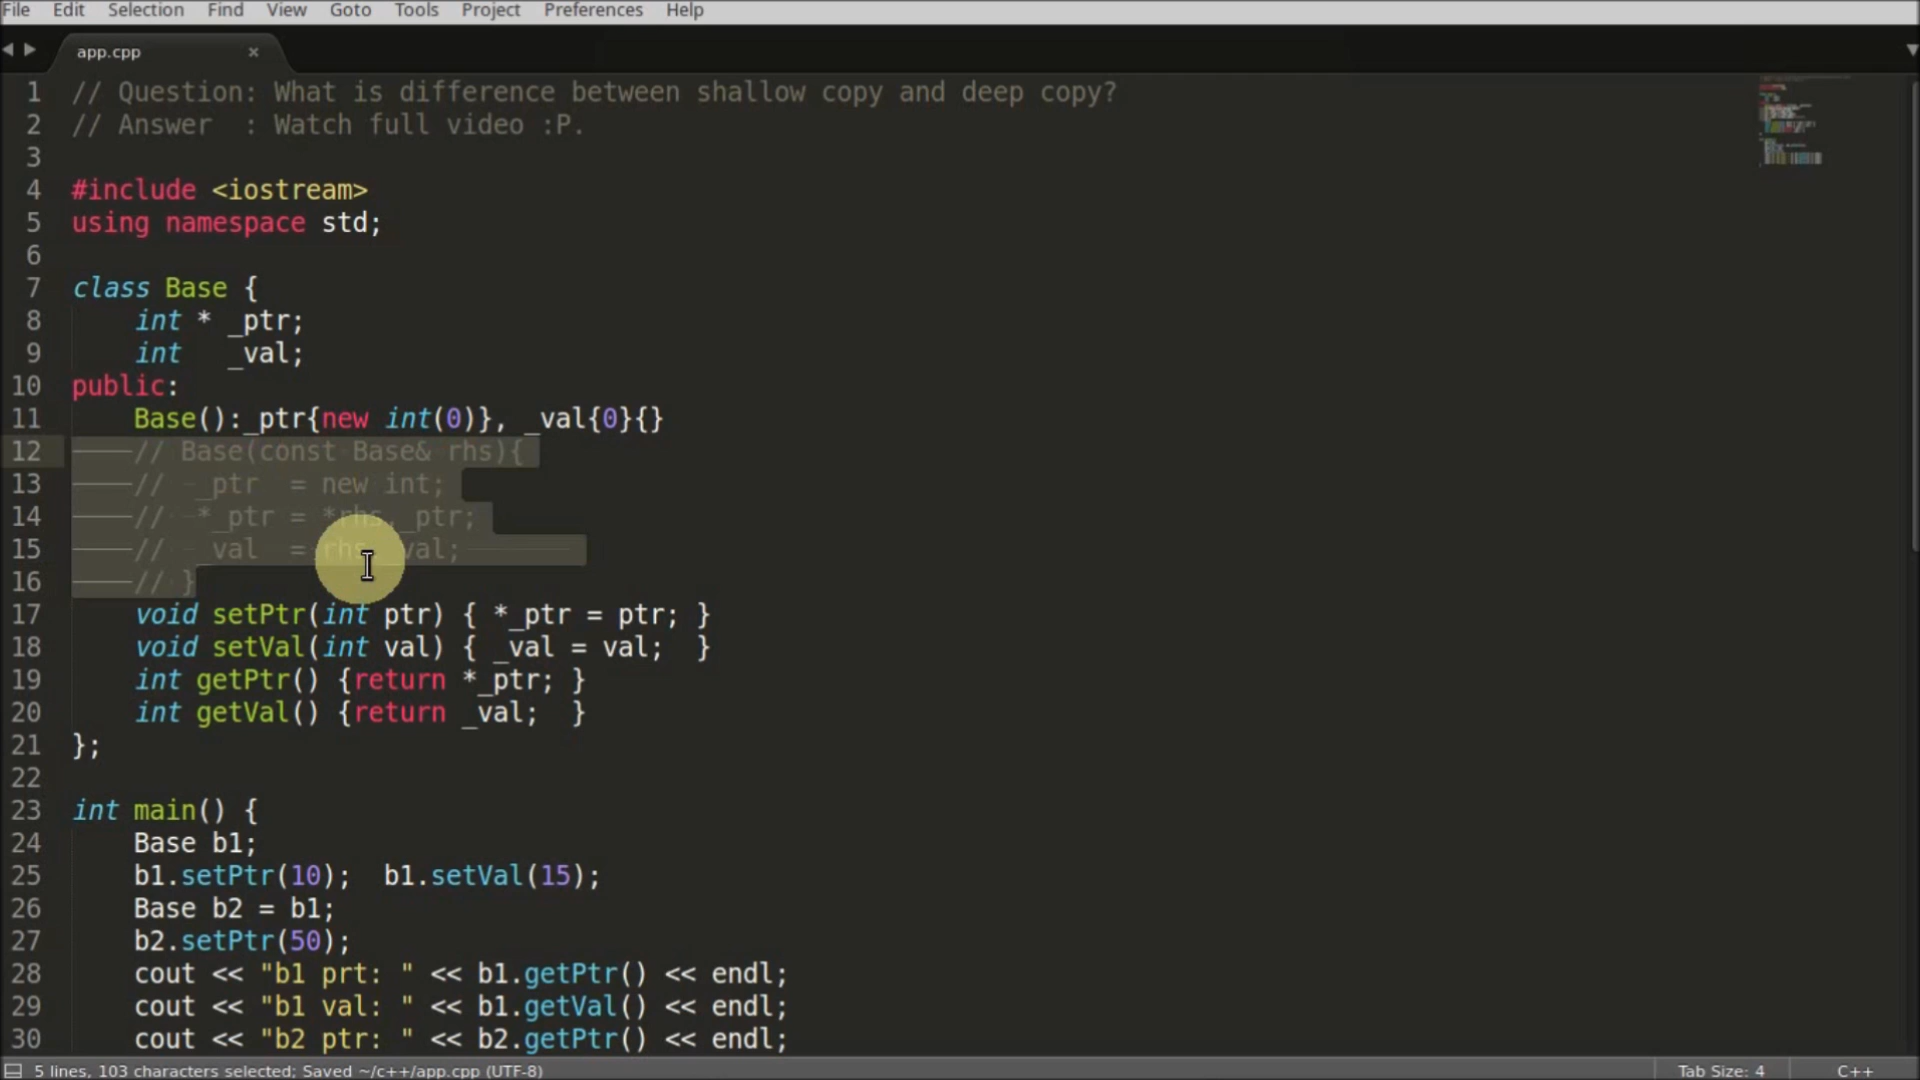 File Edit Selection Find View Goto Tools Project Preferences Help
app.cpp ×
1 // Question: What is difference between shallow copy and deep copy?
2 // Answer  : Watch full video :P.
3
4 #include <iostream>
5 using namespace std;
6
7 class Base {
8     int * _ptr;
9     int   _val;
10 public:
11     Base():_ptr{new int(0)}, _val{0}{}
12     // Base(const Base& rhs){
13     //  _ptr  = new int;
14     //  *_ptr = *rhs._ptr;
15     //  _val  = rhs._val;
16     // }
17     void setPtr(int ptr) { *_ptr = ptr; }
18     void setVal(int val) { _val = val;  }
19     int getPtr() {return *_ptr; }
20     int getVal() {return _val;  }
21 };
22
23 int main() {
24     Base b1;
25     b1.setPtr(10);  b1.setVal(15);
26     Base b2 = b1;
27     b2.setPtr(50);
28     cout << "b1 prt: " << b1.getPtr() << endl;
29     cout << "b1 val: " << b1.getVal() << endl;
30     cout << "b2 ptr: " << b2.getPtr() << endl;
5 lines, 103 characters selected; Saved ~/c++/app.cpp (UTF-8) Tab Size: 4 C++